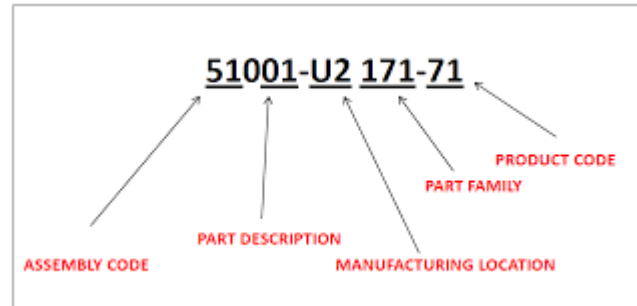 51001-U2 171-71
PRODUCT CODE
PART FAMILY
PART DESCRIPTION
ASSEMBLY CODE
MANUFACTURING LOCATION